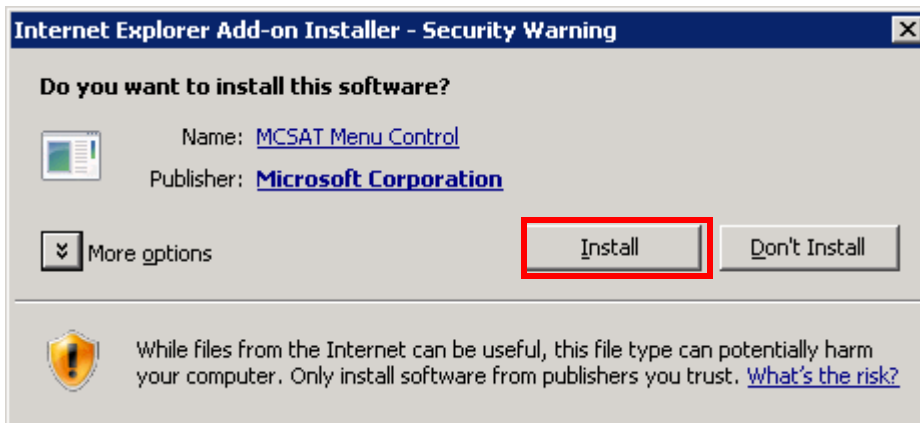 Internet Explorer Add-on Installer - Security Warning
Do you want to install this software?
Name: MCSAT Menu Control
Publisher: Microsoft Corporation
More options
Install
Don't Install
While files from the Internet can be useful, this file type can potentially harm
your computer. Only install software from publishers you trust. What's the risk?